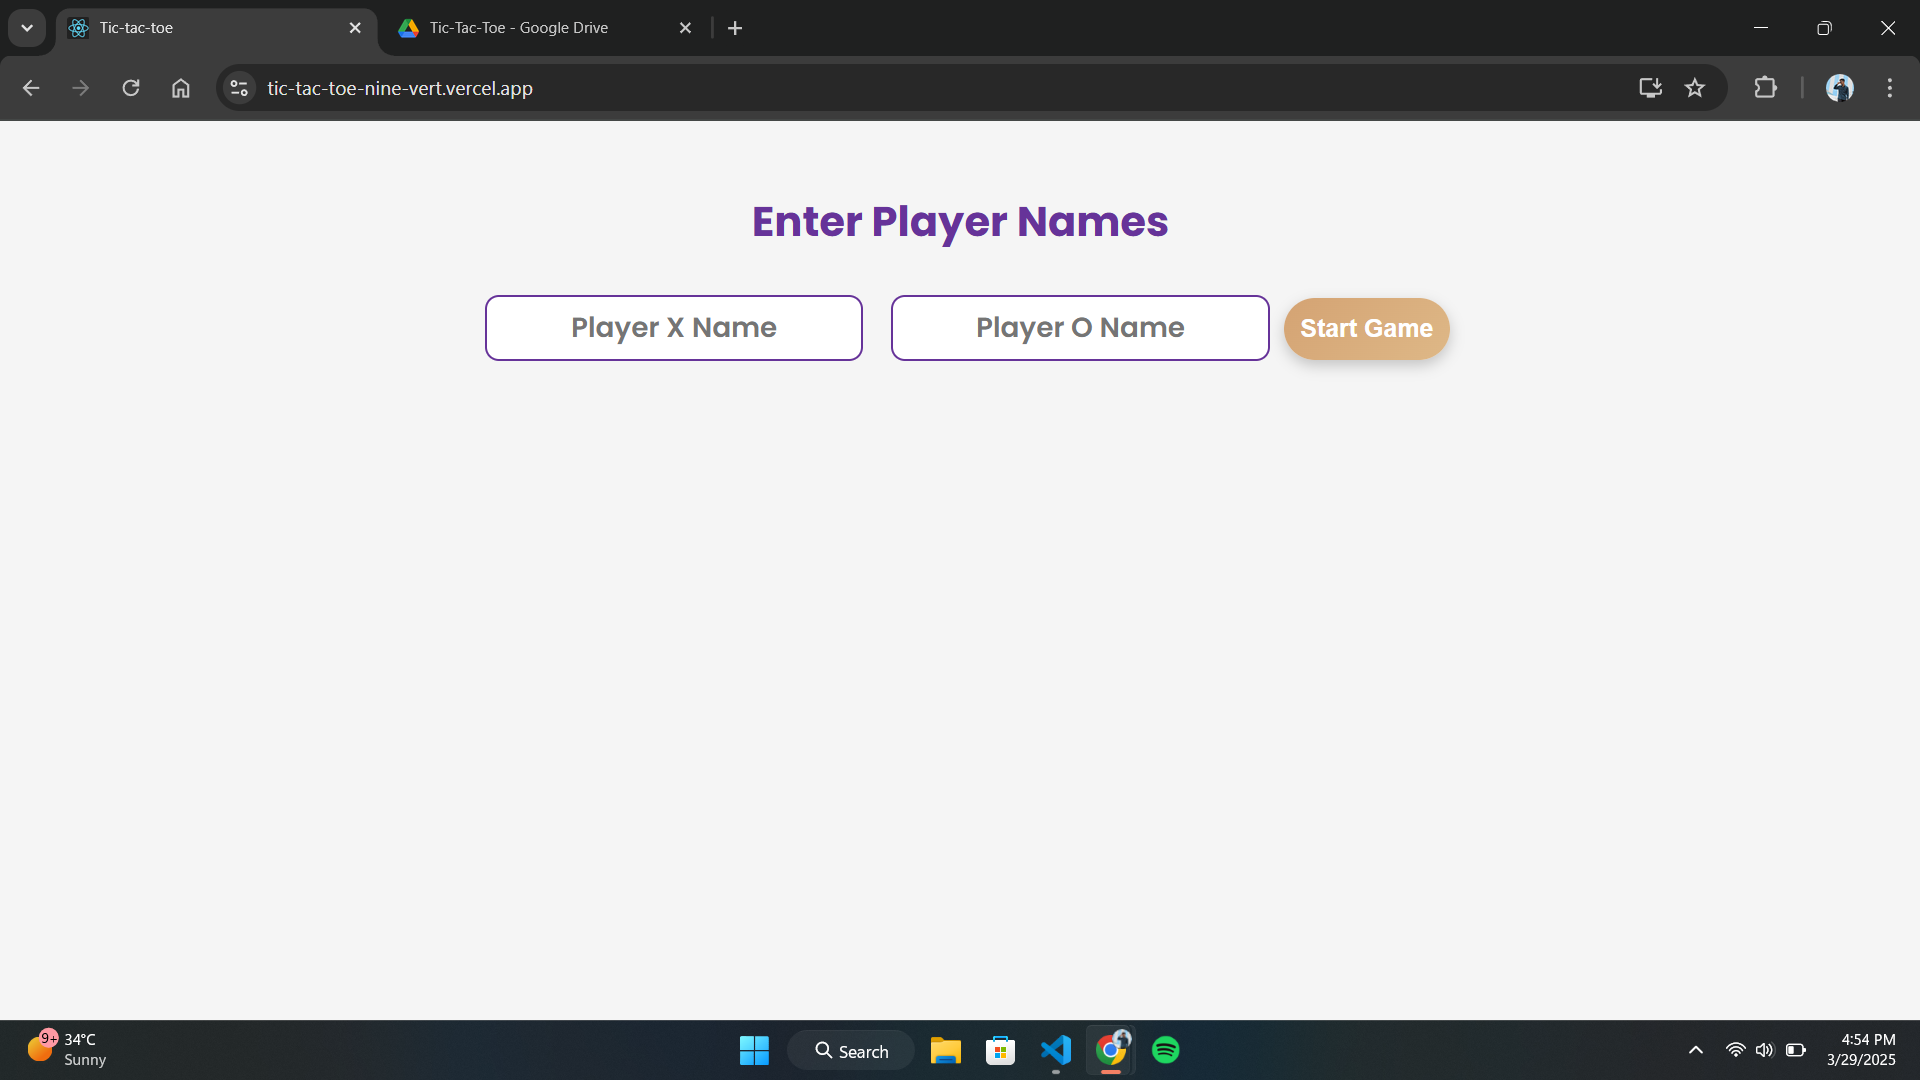 Tic-tac-toe
Tic-Tac-Toe - Google Drive
tic-tac-toe-nine-vert.vercel.app
Enter Player Names
Player X Name
Player O Name
Start Game
9+
34°C
Sunny
Search
4:54 PM
3/29/2025